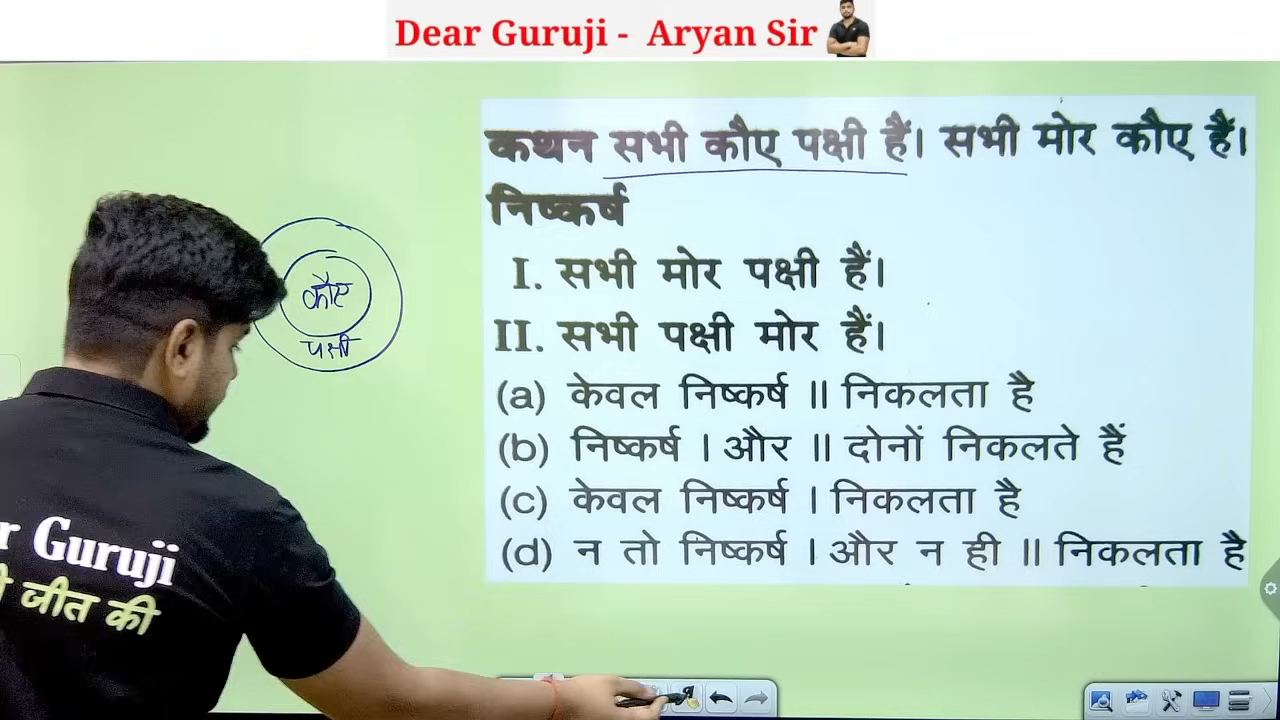 Dear Guruji - Aryan Sir
कथन सभी कौए पक्षी हैं। सभी मोर कौए हैं।
निष्कर्ष
I. सभी मोर पक्षी हैं।
II. सभी पक्षी मोर हैं।
(a) केवल निष्कर्ष II निकलता है
(b) निष्कर्ष I और II दोनों निकलते हैं
(c) केवल निष्कर्ष I निकलता है
(d) न तो निष्कर्ष I और न ही II निकलता है
कौए
पक्षी
r Guruji
जीत की